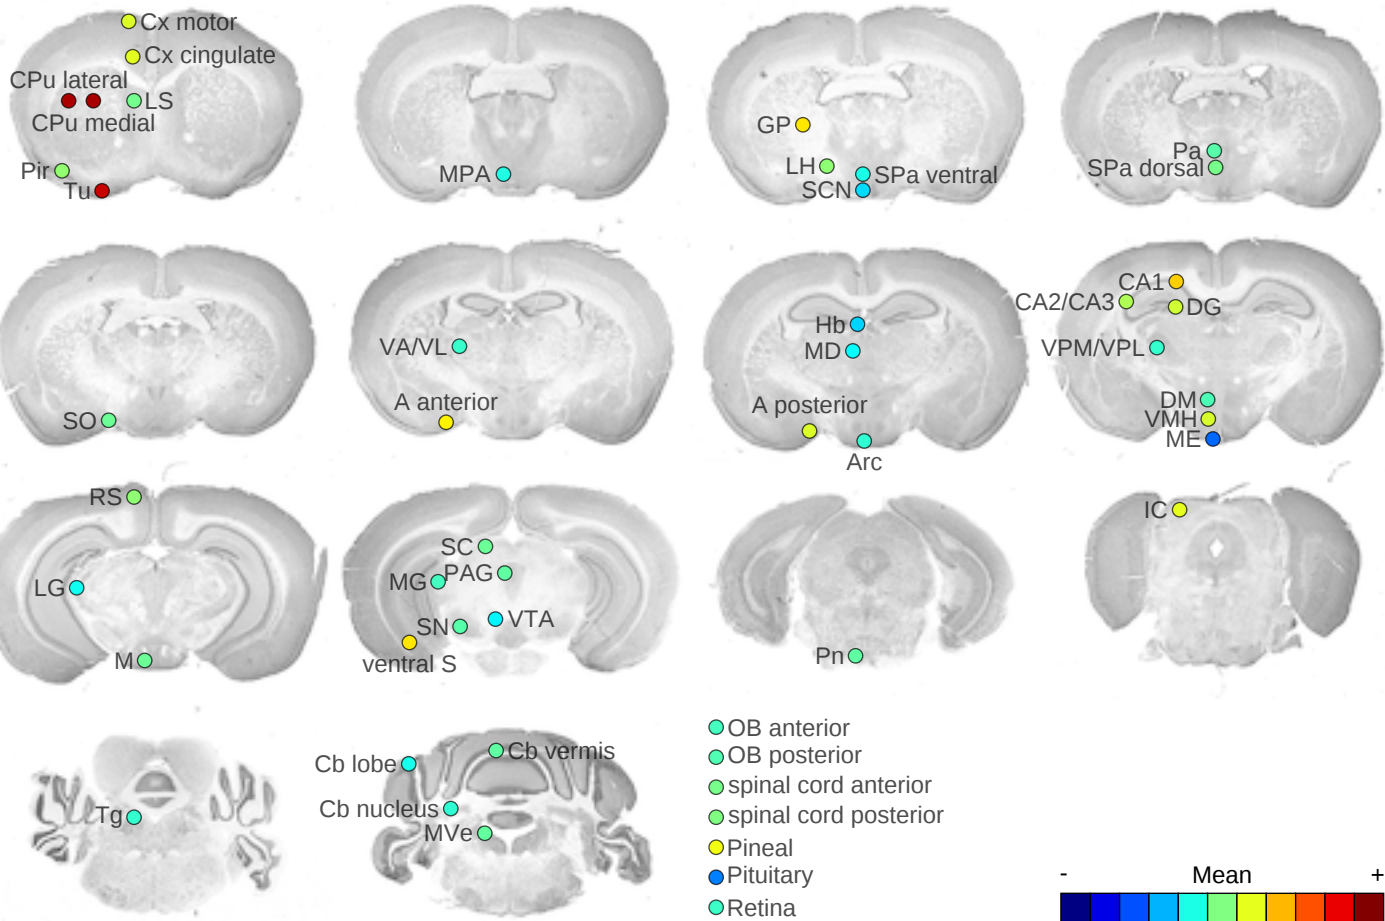 Cx motor
Cx cingulate
CPu lateral
LS
CPu medial
Pir
Tu
MPA
GP
LH
SPa ventral
SCN
Pa
SPa dorsal
SO
VA/VL
A anterior
Hb
MD
A posterior
Arc
CA1
CA2/CA3
DG
VPM/VPL
DM
VMH
ME
RS
LG
M
SC
MG
PAG
SN
VTA
ventral S
Pn
IC
Tg
Cb lobe
Cb vermis
Cb nucleus
MVe
OB anterior
OB posterior
spinal cord anterior
spinal cord posterior
Pineal
Pituitary
Retina
- Mean +